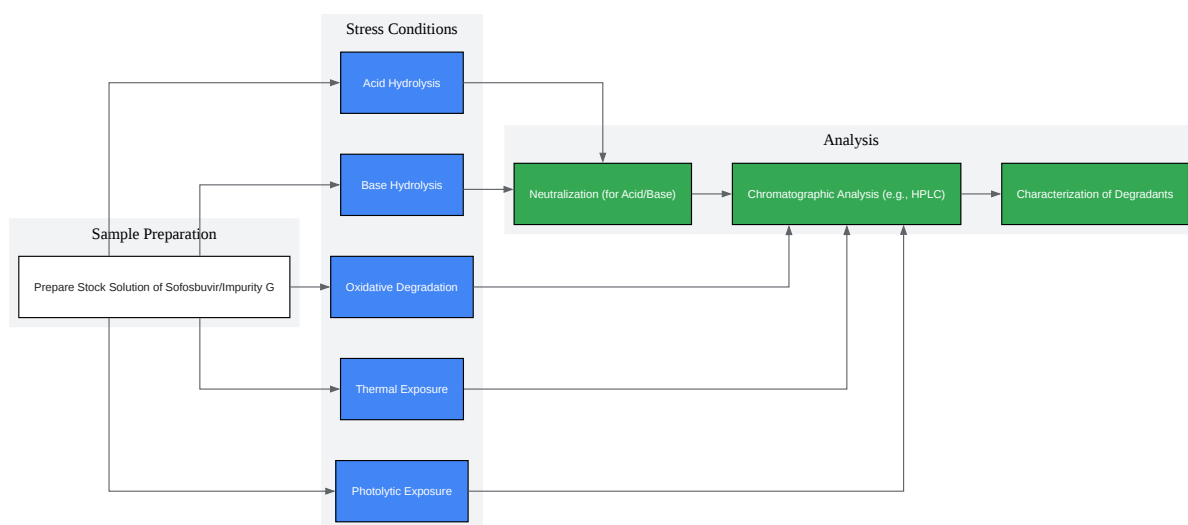 Stress Conditions
Acid Hydrolysis
Analysis
Base Hydrolysis
Neutralization (for Acid/Base)
Chromatographic Analysis (e.g., HPLC)
Characterization of Degradants
Sample Preparation
Prepare Stock Solution of Sofosbuvir/Impurity G
Oxidative Degradation
Thermal Exposure
Photolytic Exposure